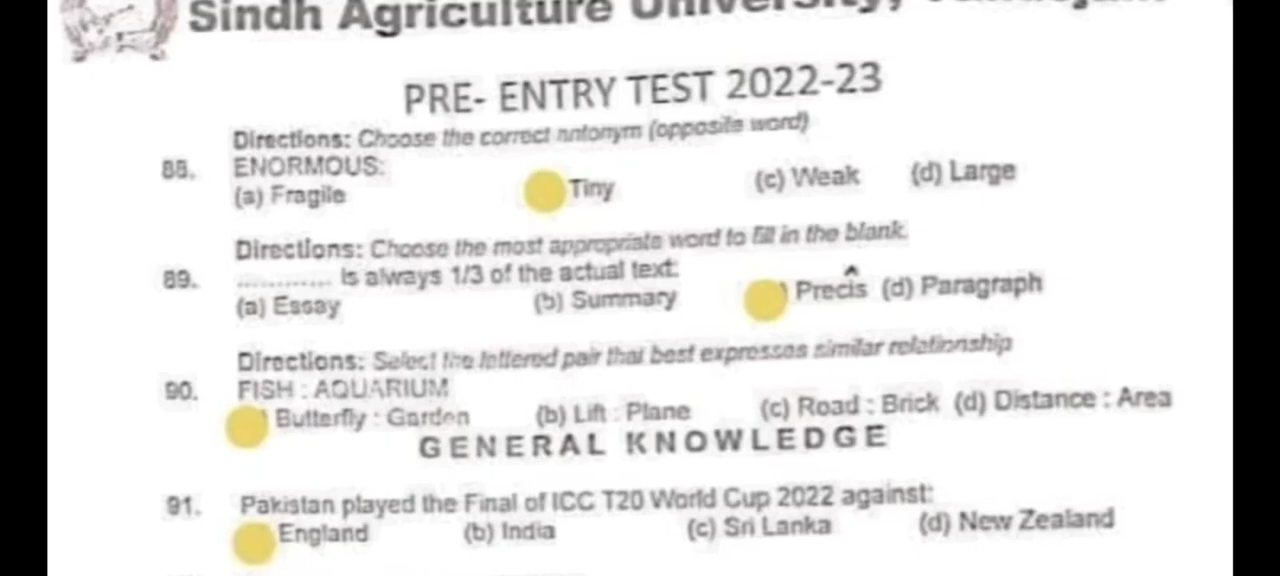 Sindh Agriculture University,
PRE- ENTRY TEST 2022-23
Directions: Choose the correct antonym (opposite word)
88. ENORMOUS:
(a) Fragile Tiny (c) Weak (d) Large
Directions: Choose the most appropriate word to fill in the blank.
89. ............ is always 1/3 of the actual text:
(a) Essay (b) Summary ) Precis (d) Paragraph
Directions: Select the lettered pair that best expresses similar relationship
90. FISH : AQUARIUM
) Butterfly : Garden (b) Lift : Plane (c) Road : Brick (d) Distance : Area
GENERAL KNOWLEDGE
91. Pakistan played the Final of ICC T20 World Cup 2022 against:
England (b) India (c) Sri Lanka (d) New Zealand